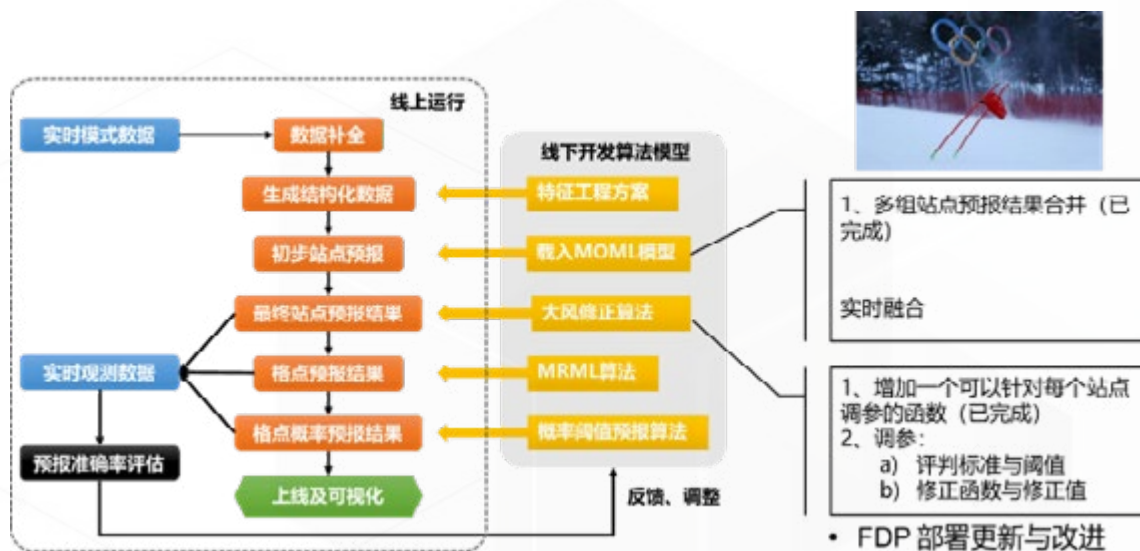 线上运行
实时模式数据
数据补全
生成结构化数据
初步站点预报
最终站点预报结果
实时观测数据
格点预报结果
格点概率预报结果
预报准确率评估
上线及可视化
线下开发算法模型
特征工程方案
载入MOML模型
大风修正算法
MRML算法
概率阈值预报算法
反馈、调整
1、多组站点预报结果合并（已
完成）
实时融合
1、增加一个可以针对每个站点
调参的函数（已完成）
2、调参：
a) 评判标准与阈值
b) 修正函数与修正值
• FDP 部署更新与改进